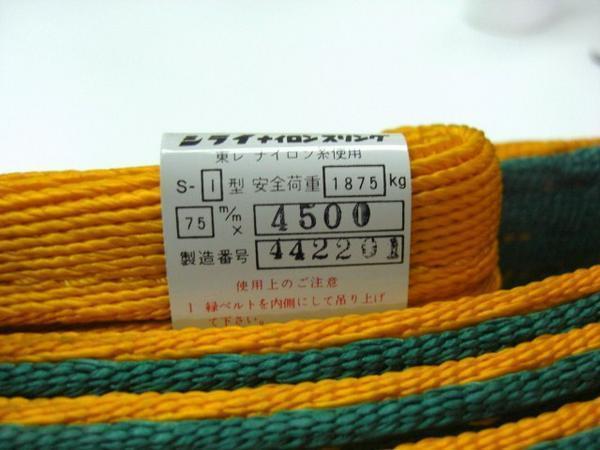 シライナイロンスリング
東レ ナイロン糸使用
S-I型 安全荷重 1875kg
75 m/m× 4500
製造番号 442201
使用上のご注意
1 緑ベルトを内側にして吊り上げ
て下さい。